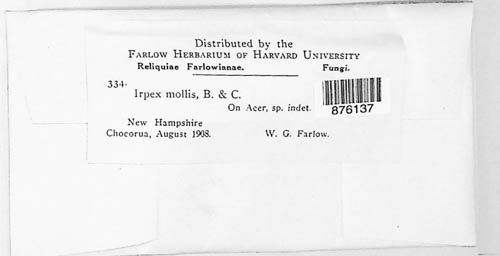 Distributed by the
Farlow Herbarium of Harvard University
Reliquiae Farlowianae. Fungi.
334.
Irpex mollis, B. & C.
On Acer, sp. indet.
876137
New Hampshire
Chocorua, August 1908. W. G. Farlow.